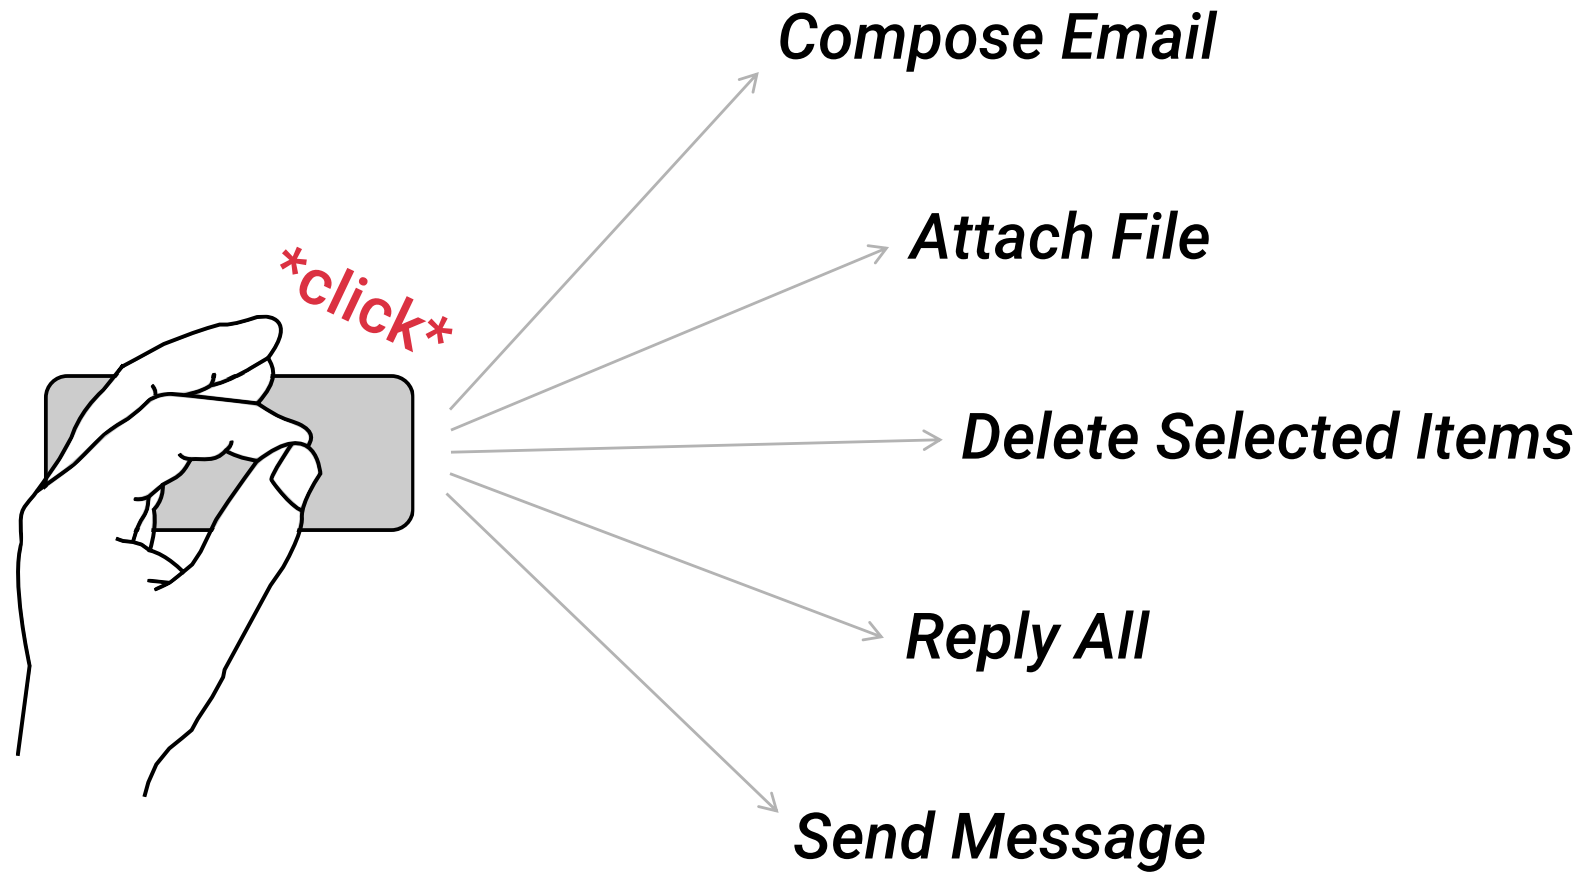 Compose Email
Attach File
*click*
Delete Selected Items
Reply All
Send Message